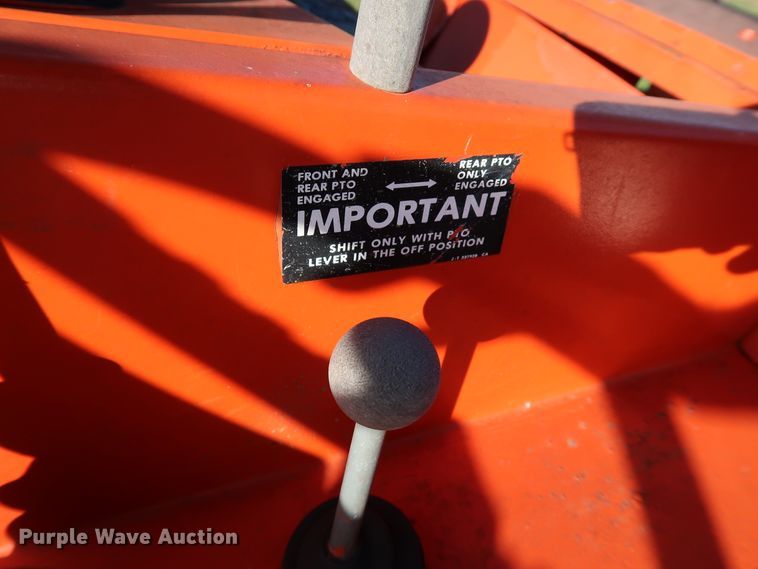 FRONT AND
REAR PTO
ENGAGED
REAR PTO
ONLY
ENGAGED
IMPORTANT
SHIFT ONLY WITH PTO
LEVER IN THE OFF POSITION
Purple Wave Auction